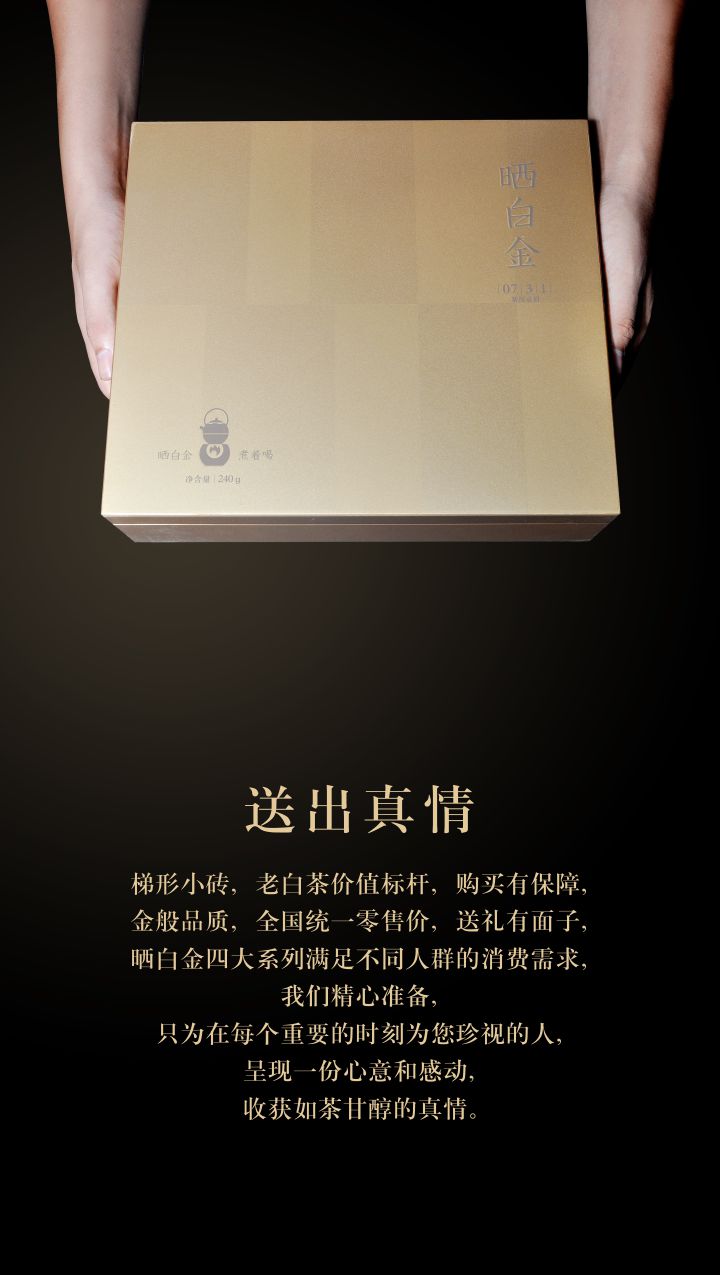 晒白金
07 3 1
晒白金 煮着喝
净含量 | 240g
送出真情
梯形小砖，老白茶价值标杆，购买有保障，
金般品质，全国统一零售价，送礼有面子，
晒白金四大系列满足不同人群的消费需求，
我们精心准备，
只为在每个重要的时刻为您珍视的人，
呈现一份心意和感动，
收获如茶甘醇的真情。